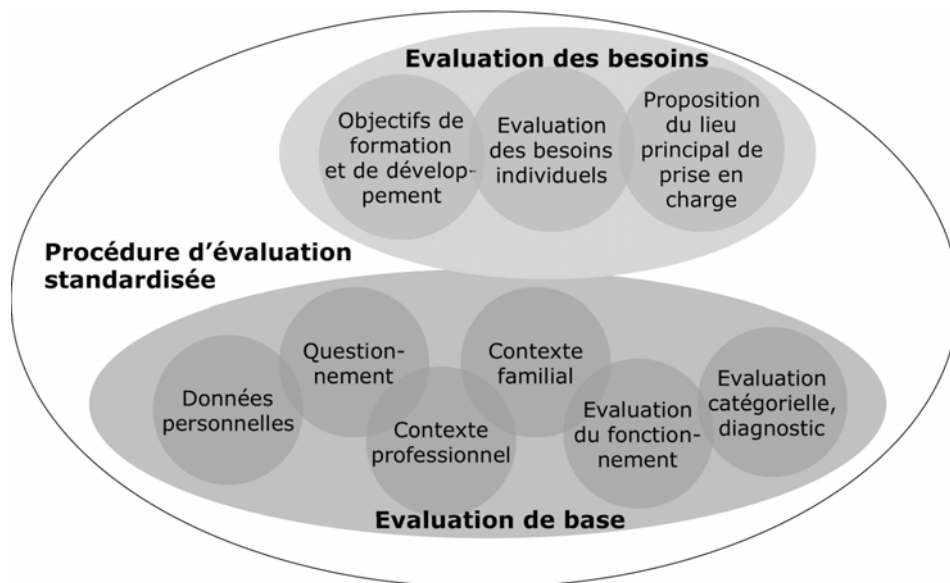 Evaluation des besoins
Objectifs de
formation
et de dévelop-
pement
Evaluation
des besoins
individuels
Proposition
du lieu
principal de
prise en
charge
Procédure d'évaluation
standardisée
Données
personnelles
Question-
nement
Contexte
professionnel
Contexte
familial
Evaluation
du fonction-
nement
Evaluation
catégorielle,
diagnostic
Evaluation de base